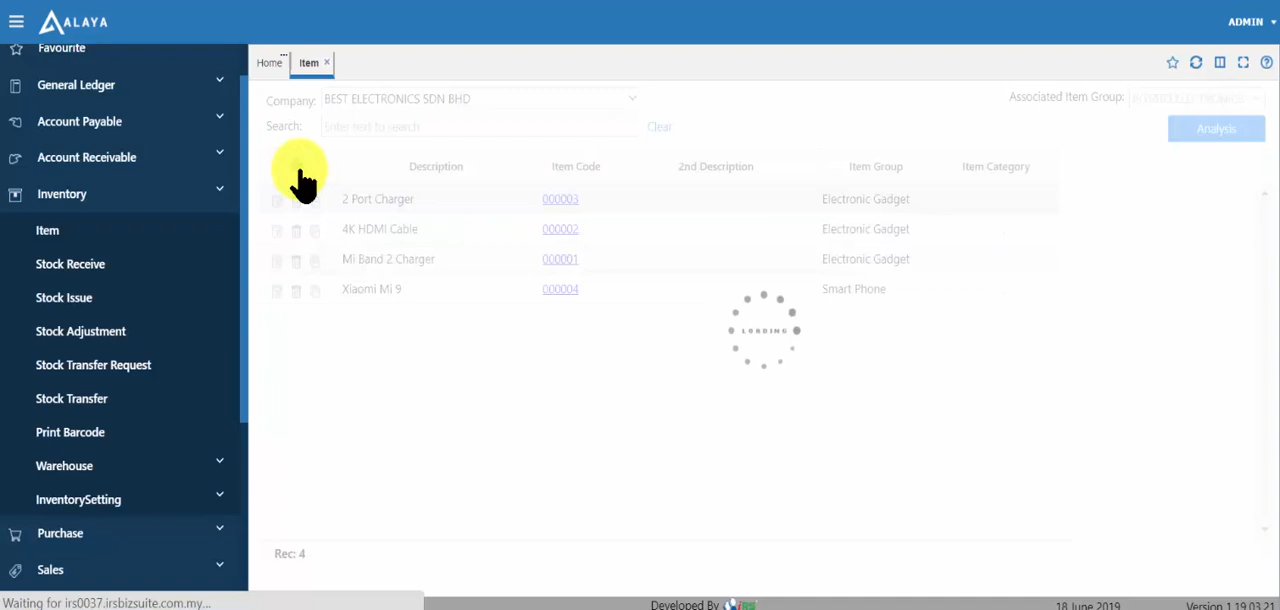 ALAYA
ADMIN
Favourite
General Ledger
Account Payable
Account Receivable
Inventory
Item
Stock Receive
Stock Issue
Stock Adjustment
Stock Transfer Request
Stock Transfer
Print Barcode
Warehouse
InventorySetting
Purchase
Sales
Home
Item
Company: BEST ELECTRONICS SDN BHD
Associated Item Group:
Search: Enter text to search... Clear
Analysis
Description Item Code 2nd Description Item Group Item Category
2 Port Charger 000003 Electronic Gadget
4K HDMI Cable 000002 Electronic Gadget
Mi Band 2 Charger 000001 Electronic Gadget
Xiaomi Mi 9 000004 Smart Phone
LOADING
Rec: 4
Waiting for irs0037.irsbizsuite.com.my...
Developed By iRS
18 June 2019
Version 1.19.03.21